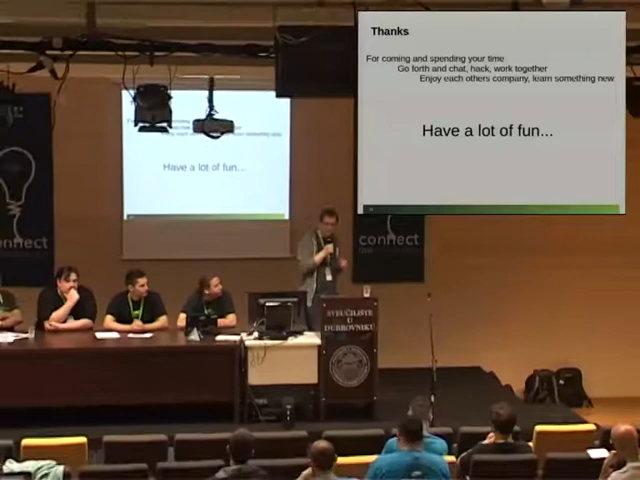 Thanks
For coming and spending your time
Go forth and chat, hack, work together
Enjoy each others company, learn something new
Have a lot of fun...
Have a lot of fun...
connect
connect
SVEUČILIŠTE
U
DUBROVNIKU